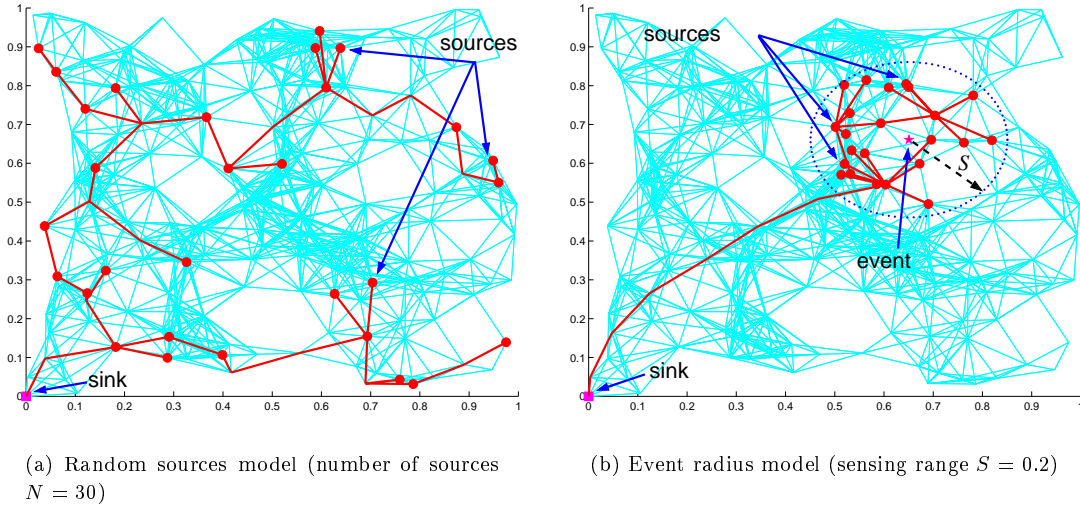 1
0.9
0.8
0.7
0.6
0.5
0.4
0.3
0.2
0.1
0
0 0.1 0.2 0.3 0.4 0.5 0.6 0.7 0.8 0.9 1
sources
sink
1
0.9
0.8
0.7
0.6
0.5
0.4
0.3
0.2
0.1
0
0 0.1 0.2 0.3 0.4 0.5 0.6 0.7 0.8 0.9 1
sources
S
event
sink
(a) Random sources model (number of sources
N = 30)
(b) Event radius model (sensing range S = 0.2)